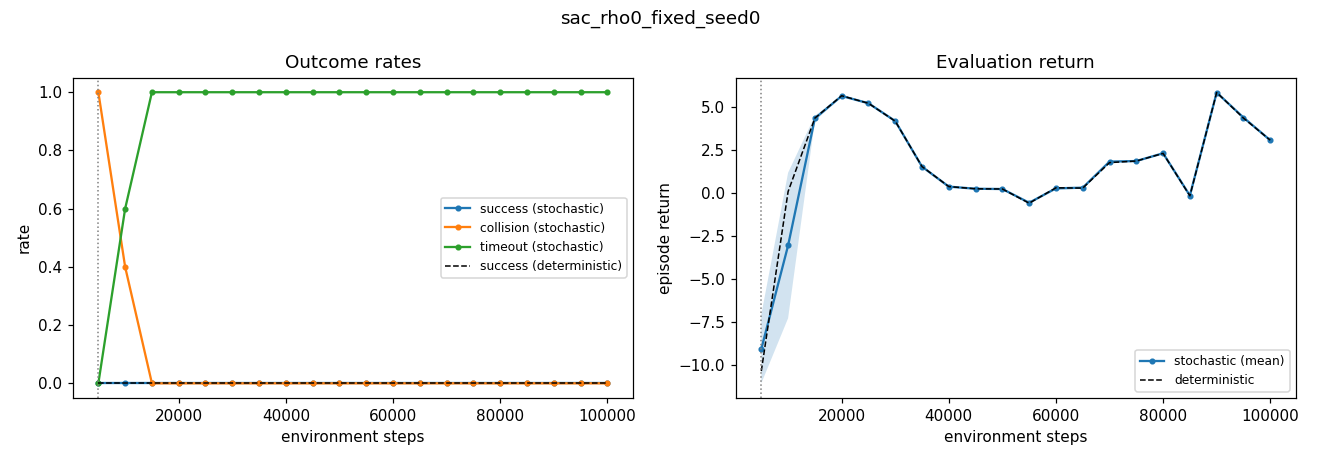 sac_rho0_fixed_seed0
Outcome rates
1.0
0.8
0.6
0.4
0.2
0.0
rate
20000 40000 60000 80000 100000
environment steps
success (stochastic)
collision (stochastic)
timeout (stochastic)
success (deterministic)
Evaluation return
5.0
2.5
0.0
−2.5
−5.0
−7.5
−10.0
episode return
20000 40000 60000 80000 100000
environment steps
stochastic (mean)
deterministic